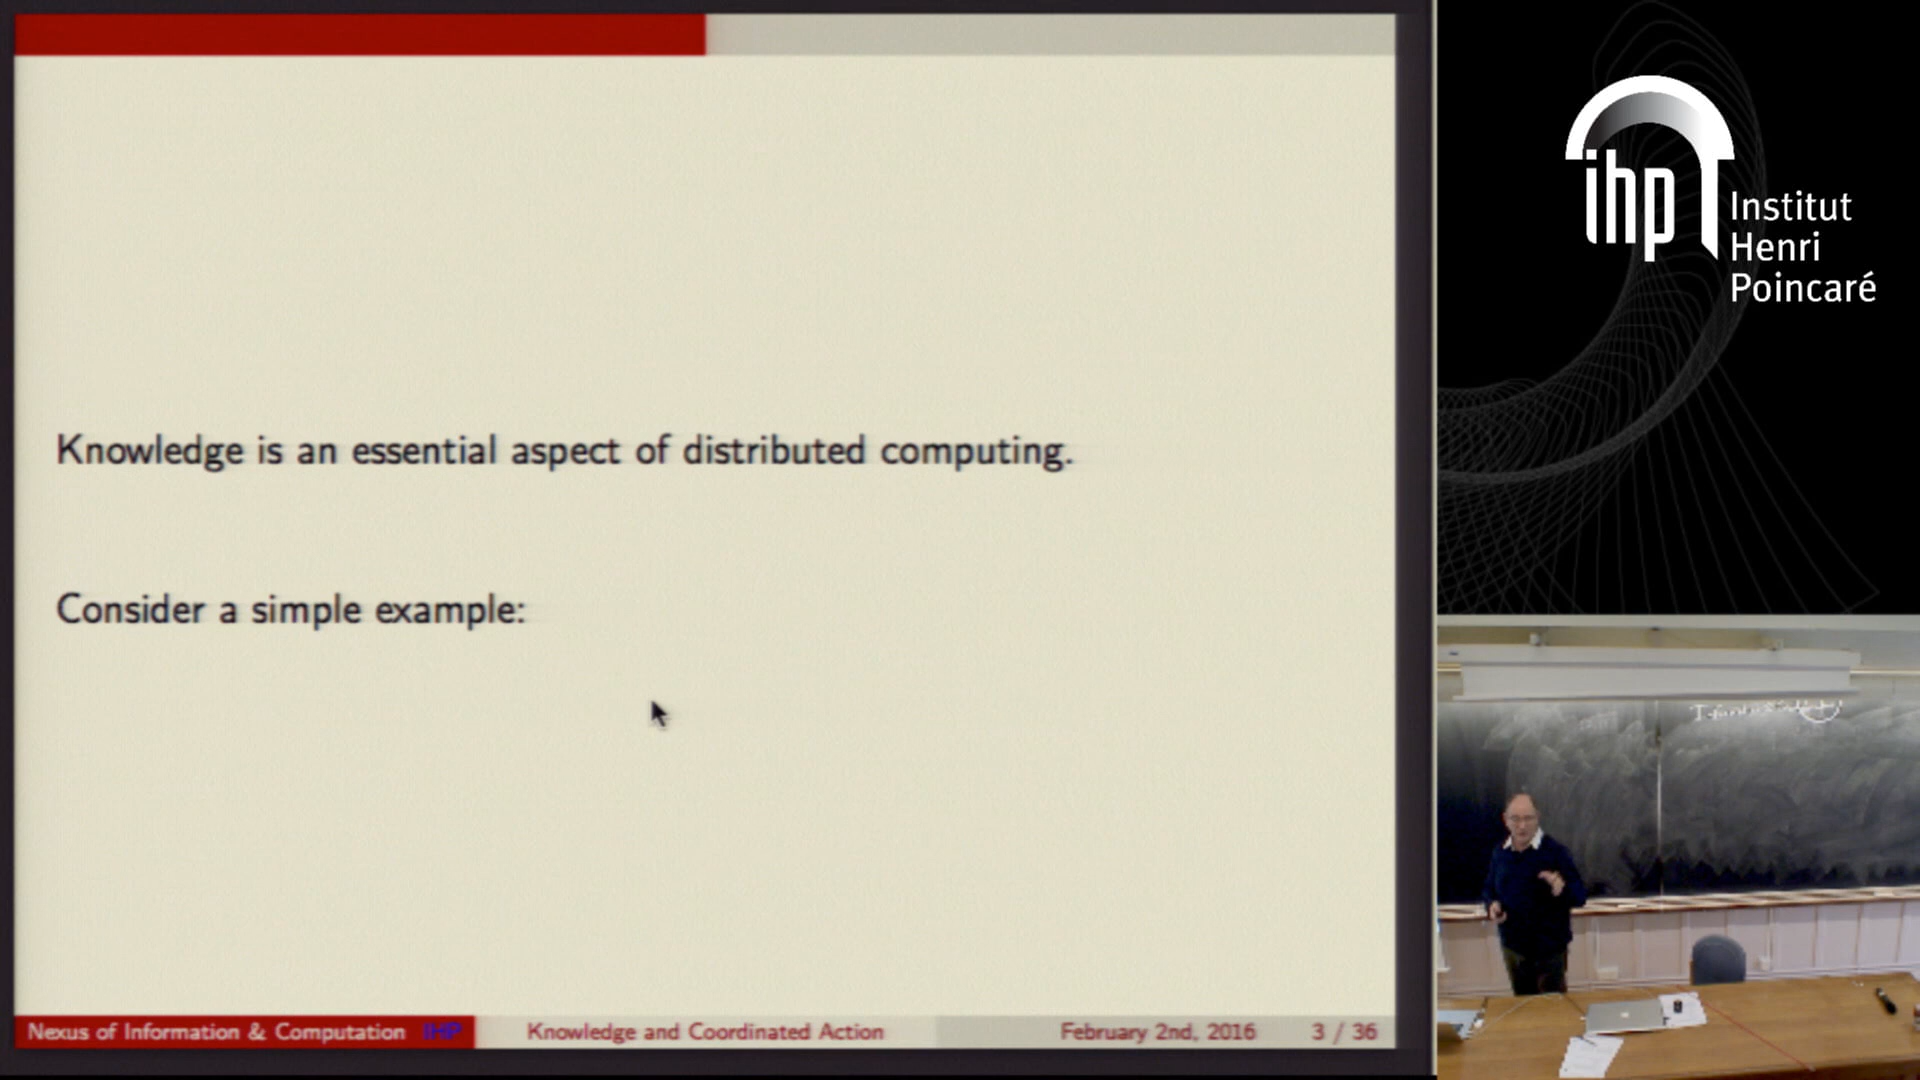 Knowledge is an essential aspect of distributed computing.
Consider a simple example:
Nexus of Information & Computation IHP
Knowledge and Coordinated Action
February 2nd, 2016
3 / 36
ihp
Institut
Henri
Poincaré